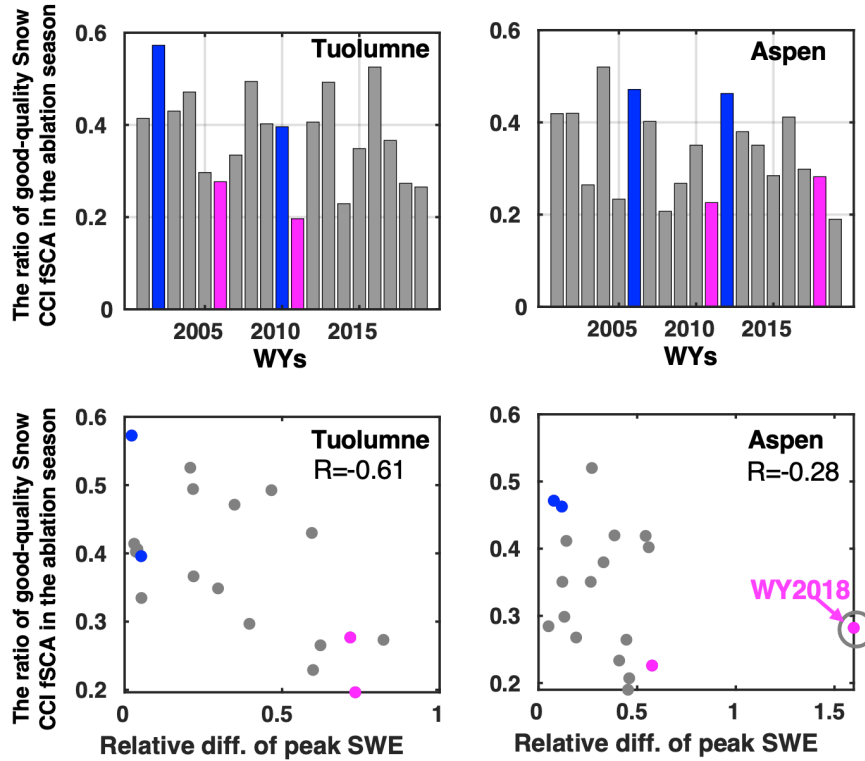 The ratio of good-quality Snow
CCI fSCA in the ablation season
0.6
0.4
0.2
0
Tuolumne
2005
2010
2015
WYs
0.6
0.4
0.2
0
Aspen
2005
2010
2015
WYs
The ratio of good-quality Snow
CCI fSCA in the ablation season
0.6
0.5
0.4
0.3
0.2
Tuolumne
R=-0.61
0
0.5
1
Relative diff. of peak SWE
0.6
0.5
0.4
0.3
0.2
Aspen
R=-0.28
WY2018
0
0.5
1
1.5
Relative diff. of peak SWE